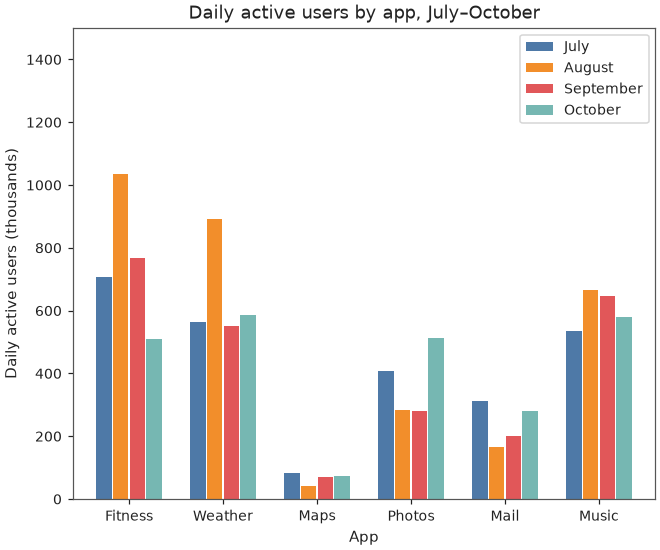 Daily active users by app, July–October
Daily active users (thousands)
1400
1200
1000
800
600
400
200
0
July
August
September
October
Fitness
Weather
Maps
Photos
Mail
Music
App